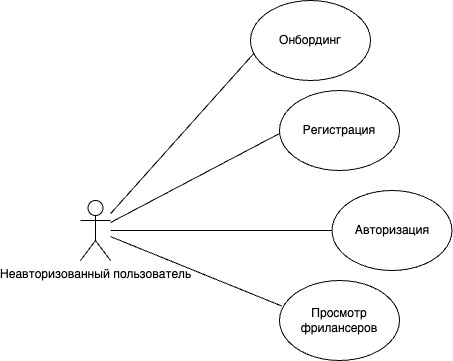 Онбординг
Регистрация
Авторизация
Неавторизованный пользователь
Просмотр
фрилансеров